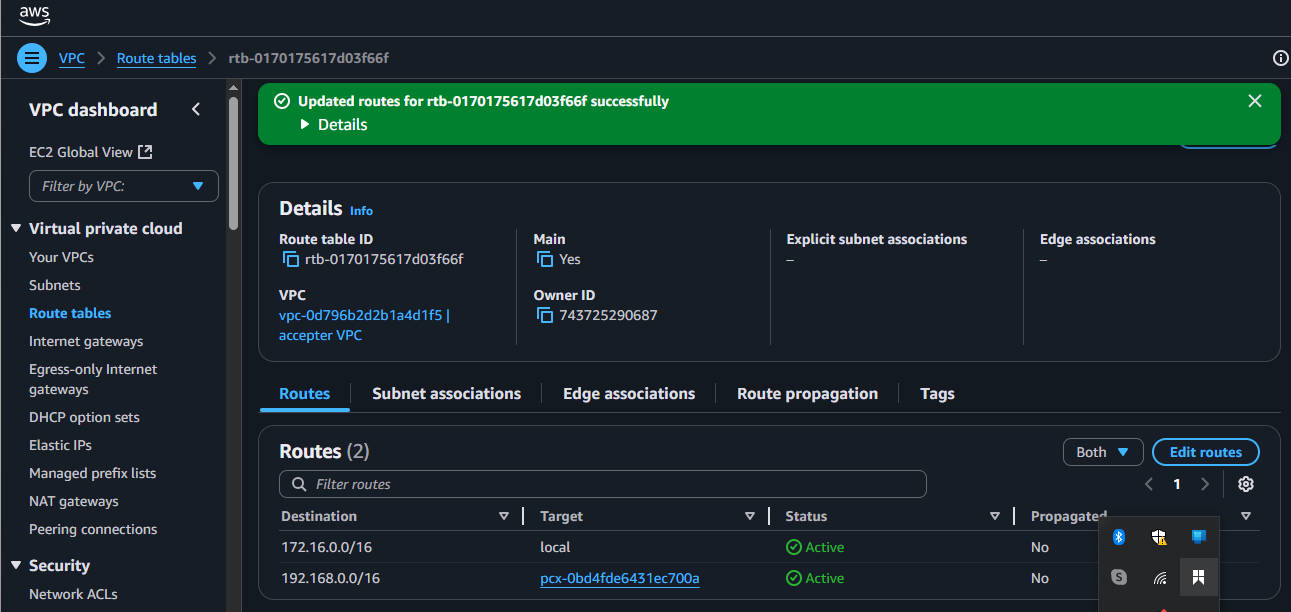 aws
VPC > Route tables > rtb-0170175617d03f66f
VPC dashboard
EC2 Global View
Filter by VPC:
Virtual private cloud
Your VPCs
Subnets
Route tables
Internet gateways
Egress-only Internet
gateways
DHCP option sets
Elastic IPs
Managed prefix lists
NAT gateways
Peering connections
Security
Network ACLs
Updated routes for rtb-0170175617d03f66f successfully
Details
Details Info
Route table ID
rtb-0170175617d03f66f
VPC
vpc-0d796b2d2b1a4d1f5 |
accepter VPC
Main
Yes
Owner ID
743725290687
Explicit subnet associations
–
Edge associations
–
Routes
Subnet associations
Edge associations
Route propagation
Tags
Routes (2)
Both
Edit routes
Filter routes
1
Destination Target Status Propagated
172.16.0.0/16 local Active No
192.168.0.0/16 pcx-0bd4fde6431ec700a Active No